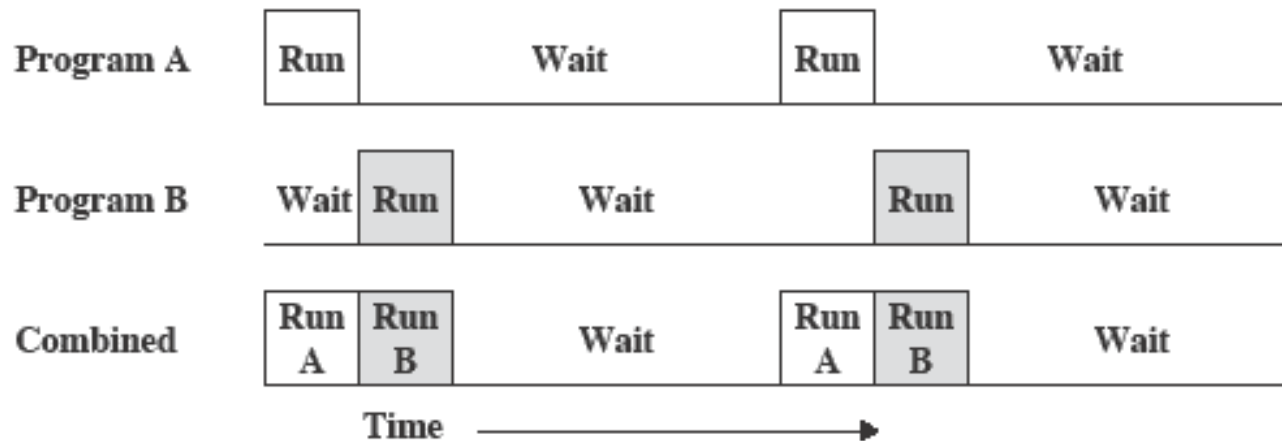 Program A Run Wait Run Wait
Program B Wait Run Wait Run Wait
Combined Run A Run B Wait Run A Run B Wait
Time